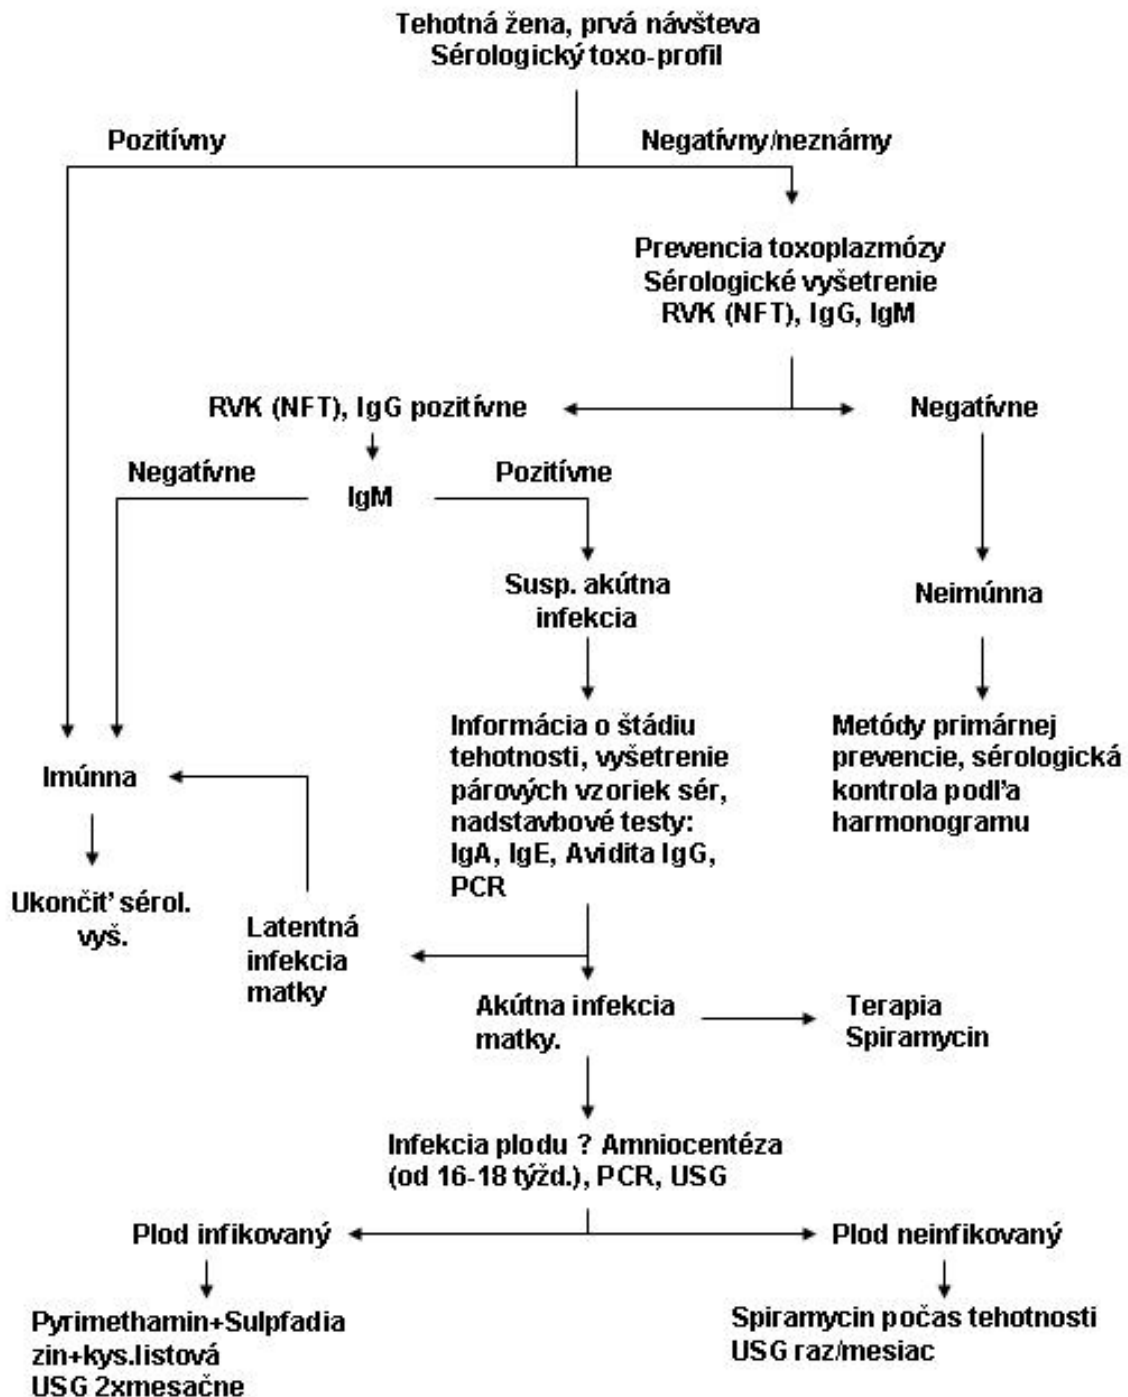 Tehotná žena, prvá návšteva
Sérologický toxo-profil
Pozitívny
Negatívny/neznámy
Prevencia toxoplazmózy
Sérologické vyšetrenie
RVK (NFT), IgG, IgM
RVK (NFT), IgG pozitívne
Negatívne
Negatívne
Pozitívne
IgM
Susp. akútna
infekcia
Neimúnna
Informácia o štádiu
tehotnosti, vyšetrenie
párových vzoriek sér,
nadstavbové testy:
IgA, IgE, Avidita IgG,
PCR
Metódy primárnej
prevencie, sérologická
kontrola podľa
harmonogramu
Imúnna
Ukončiť sérol.
vyš.
Latentná
infekcia
matky
Akútna infekcia
matky.
Terapia
Spiramycin
Infekcia plodu ? Amniocentéza
(od 16-18 týžd.), PCR, USG
Plod infikovaný
Plod neinfikovaný
Pyrimethamin+Sulpfadia
zin+kys.listová
USG 2xmesačne
Spiramycin počas tehotnosti
USG raz/mesiac